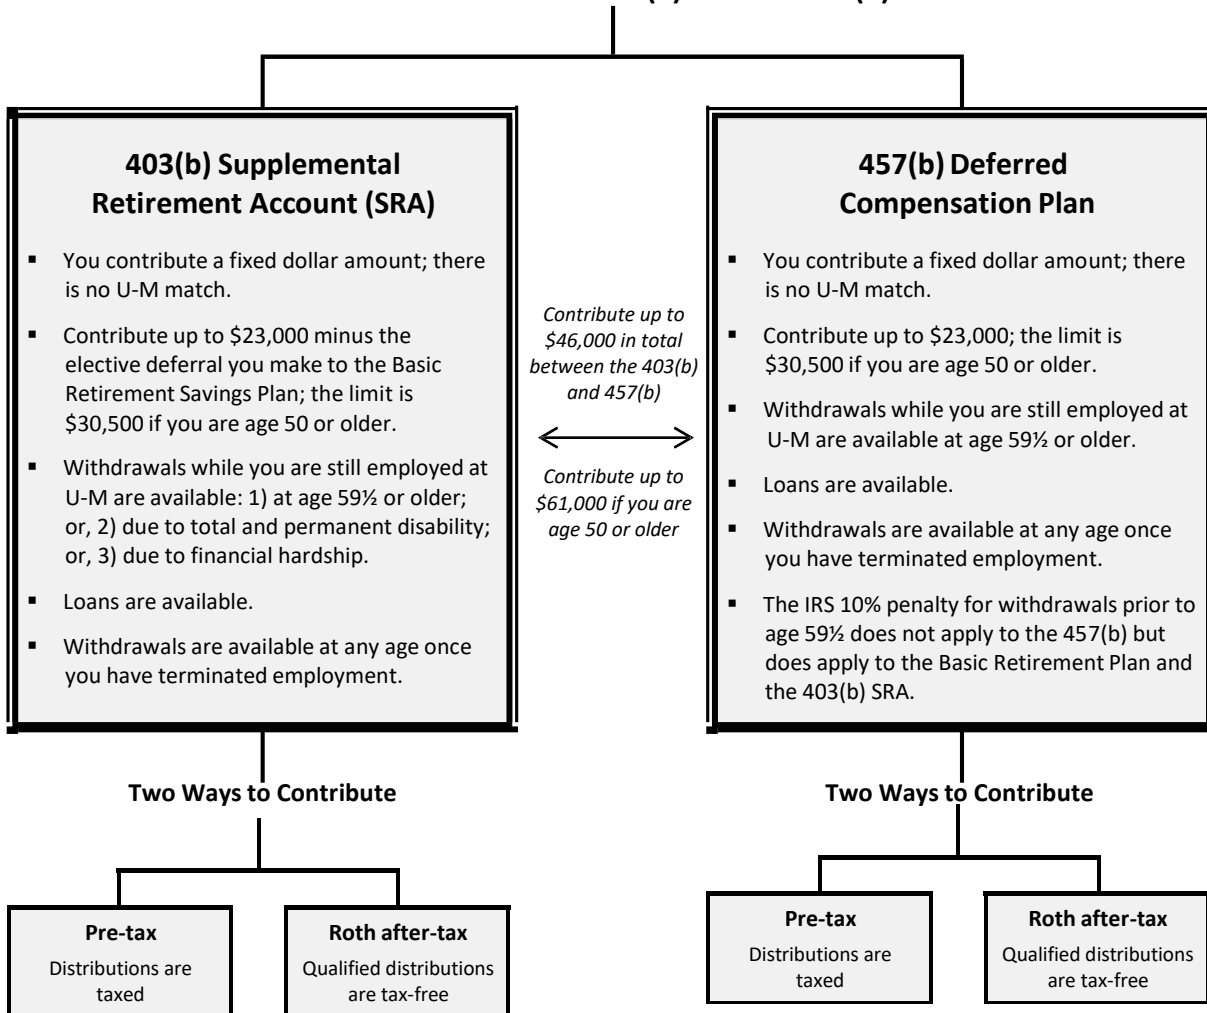 403(b) Supplemental
Retirement Account (SRA)
▪ You contribute a fixed dollar amount; there
is no U-M match.
▪ Contribute up to $23,000 minus the
elective deferral you make to the Basic
Retirement Savings Plan; the limit is
$30,500 if you are age 50 or older.
▪ Withdrawals while you are still employed at
U-M are available: 1) at age 59½ or older;
or, 2) due to total and permanent disability;
or, 3) due to financial hardship.
▪ Loans are available.
▪ Withdrawals are available at any age once
you have terminated employment.
Contribute up to
$46,000 in total
between the 403(b)
and 457(b)
Contribute up to
$61,000 if you are
age 50 or older
457(b) Deferred
Compensation Plan
▪ You contribute a fixed dollar amount; there
is no U-M match.
▪ Contribute up to $23,000; the limit is
$30,500 if you are age 50 or older.
▪ Withdrawals while you are still employed at
U-M are available at age 59½ or older.
▪ Loans are available.
▪ Withdrawals are available at any age once
you have terminated employment.
▪ The IRS 10% penalty for withdrawals prior to
age 59½ does not apply to the 457(b) but
does apply to the Basic Retirement Plan and
the 403(b) SRA.
Two Ways to Contribute
Pre-tax
Distributions are
taxed
Roth after-tax
Qualified distributions
are tax-free
Two Ways to Contribute
Pre-tax
Distributions are
taxed
Roth after-tax
Qualified distributions
are tax-free